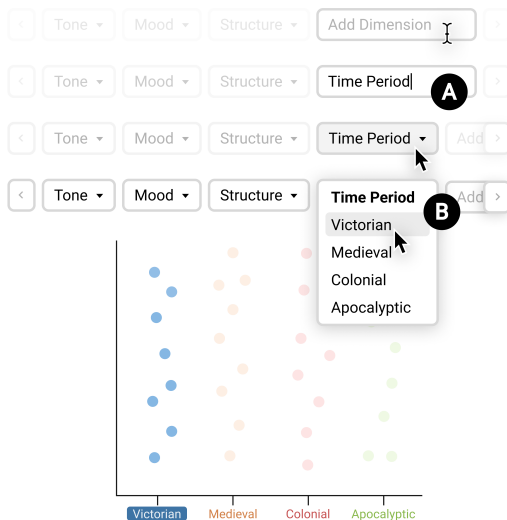 Tone Mood Structure Add Dimension
Tone Mood Structure Time Period
A
Tone Mood Structure Time Period Add
Tone Mood Structure Add
Time Period
B
Victorian
Medieval
Colonial
Apocalyptic
Victorian Medieval Colonial Apocalyptic